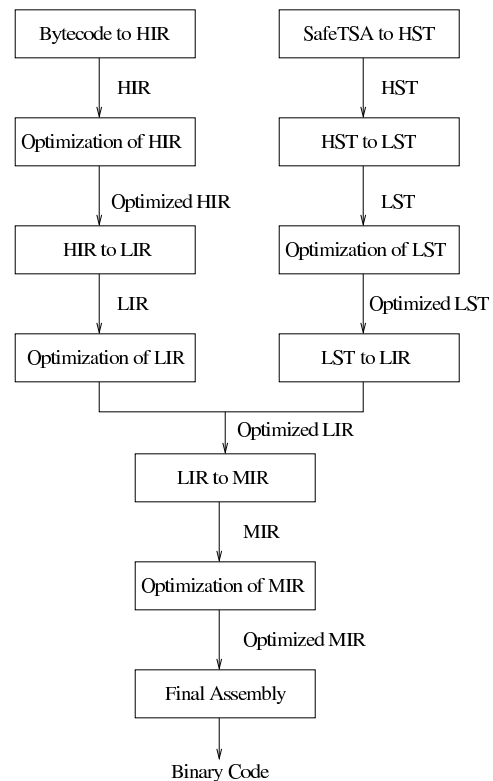 Bytecode to HIR
SafeTSA to HST
HIR
HST
Optimization of HIR
HST to LST
Optimized HIR
LST
HIR to LIR
Optimization of LST
LIR
Optimized LST
Optimization of LIR
LST to LIR
Optimized LIR
LIR to MIR
MIR
Optimization of MIR
Optimized MIR
Final Assembly
Binary Code